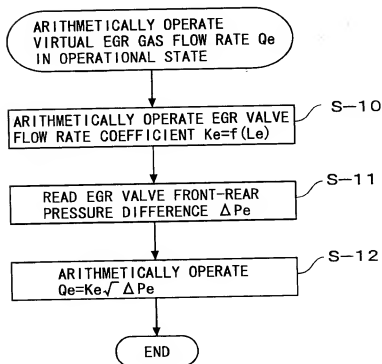 ARITHMETICALLY OPERATE
VIRTUAL EGR GAS FLOW RATE Qe
IN OPERATIONAL STATE
S-10
ARITHMETICALLY OPERATE EGR VALVE
FLOW RATE COEFFICIENT Ke=f(Le)
S-11
READ EGR VALVE FRONT-REAR
PRESSURE DIFFERENCE ΔPe
S-12
ARITHMETICALLY OPERATE
Qe=Ke√ΔPe
END